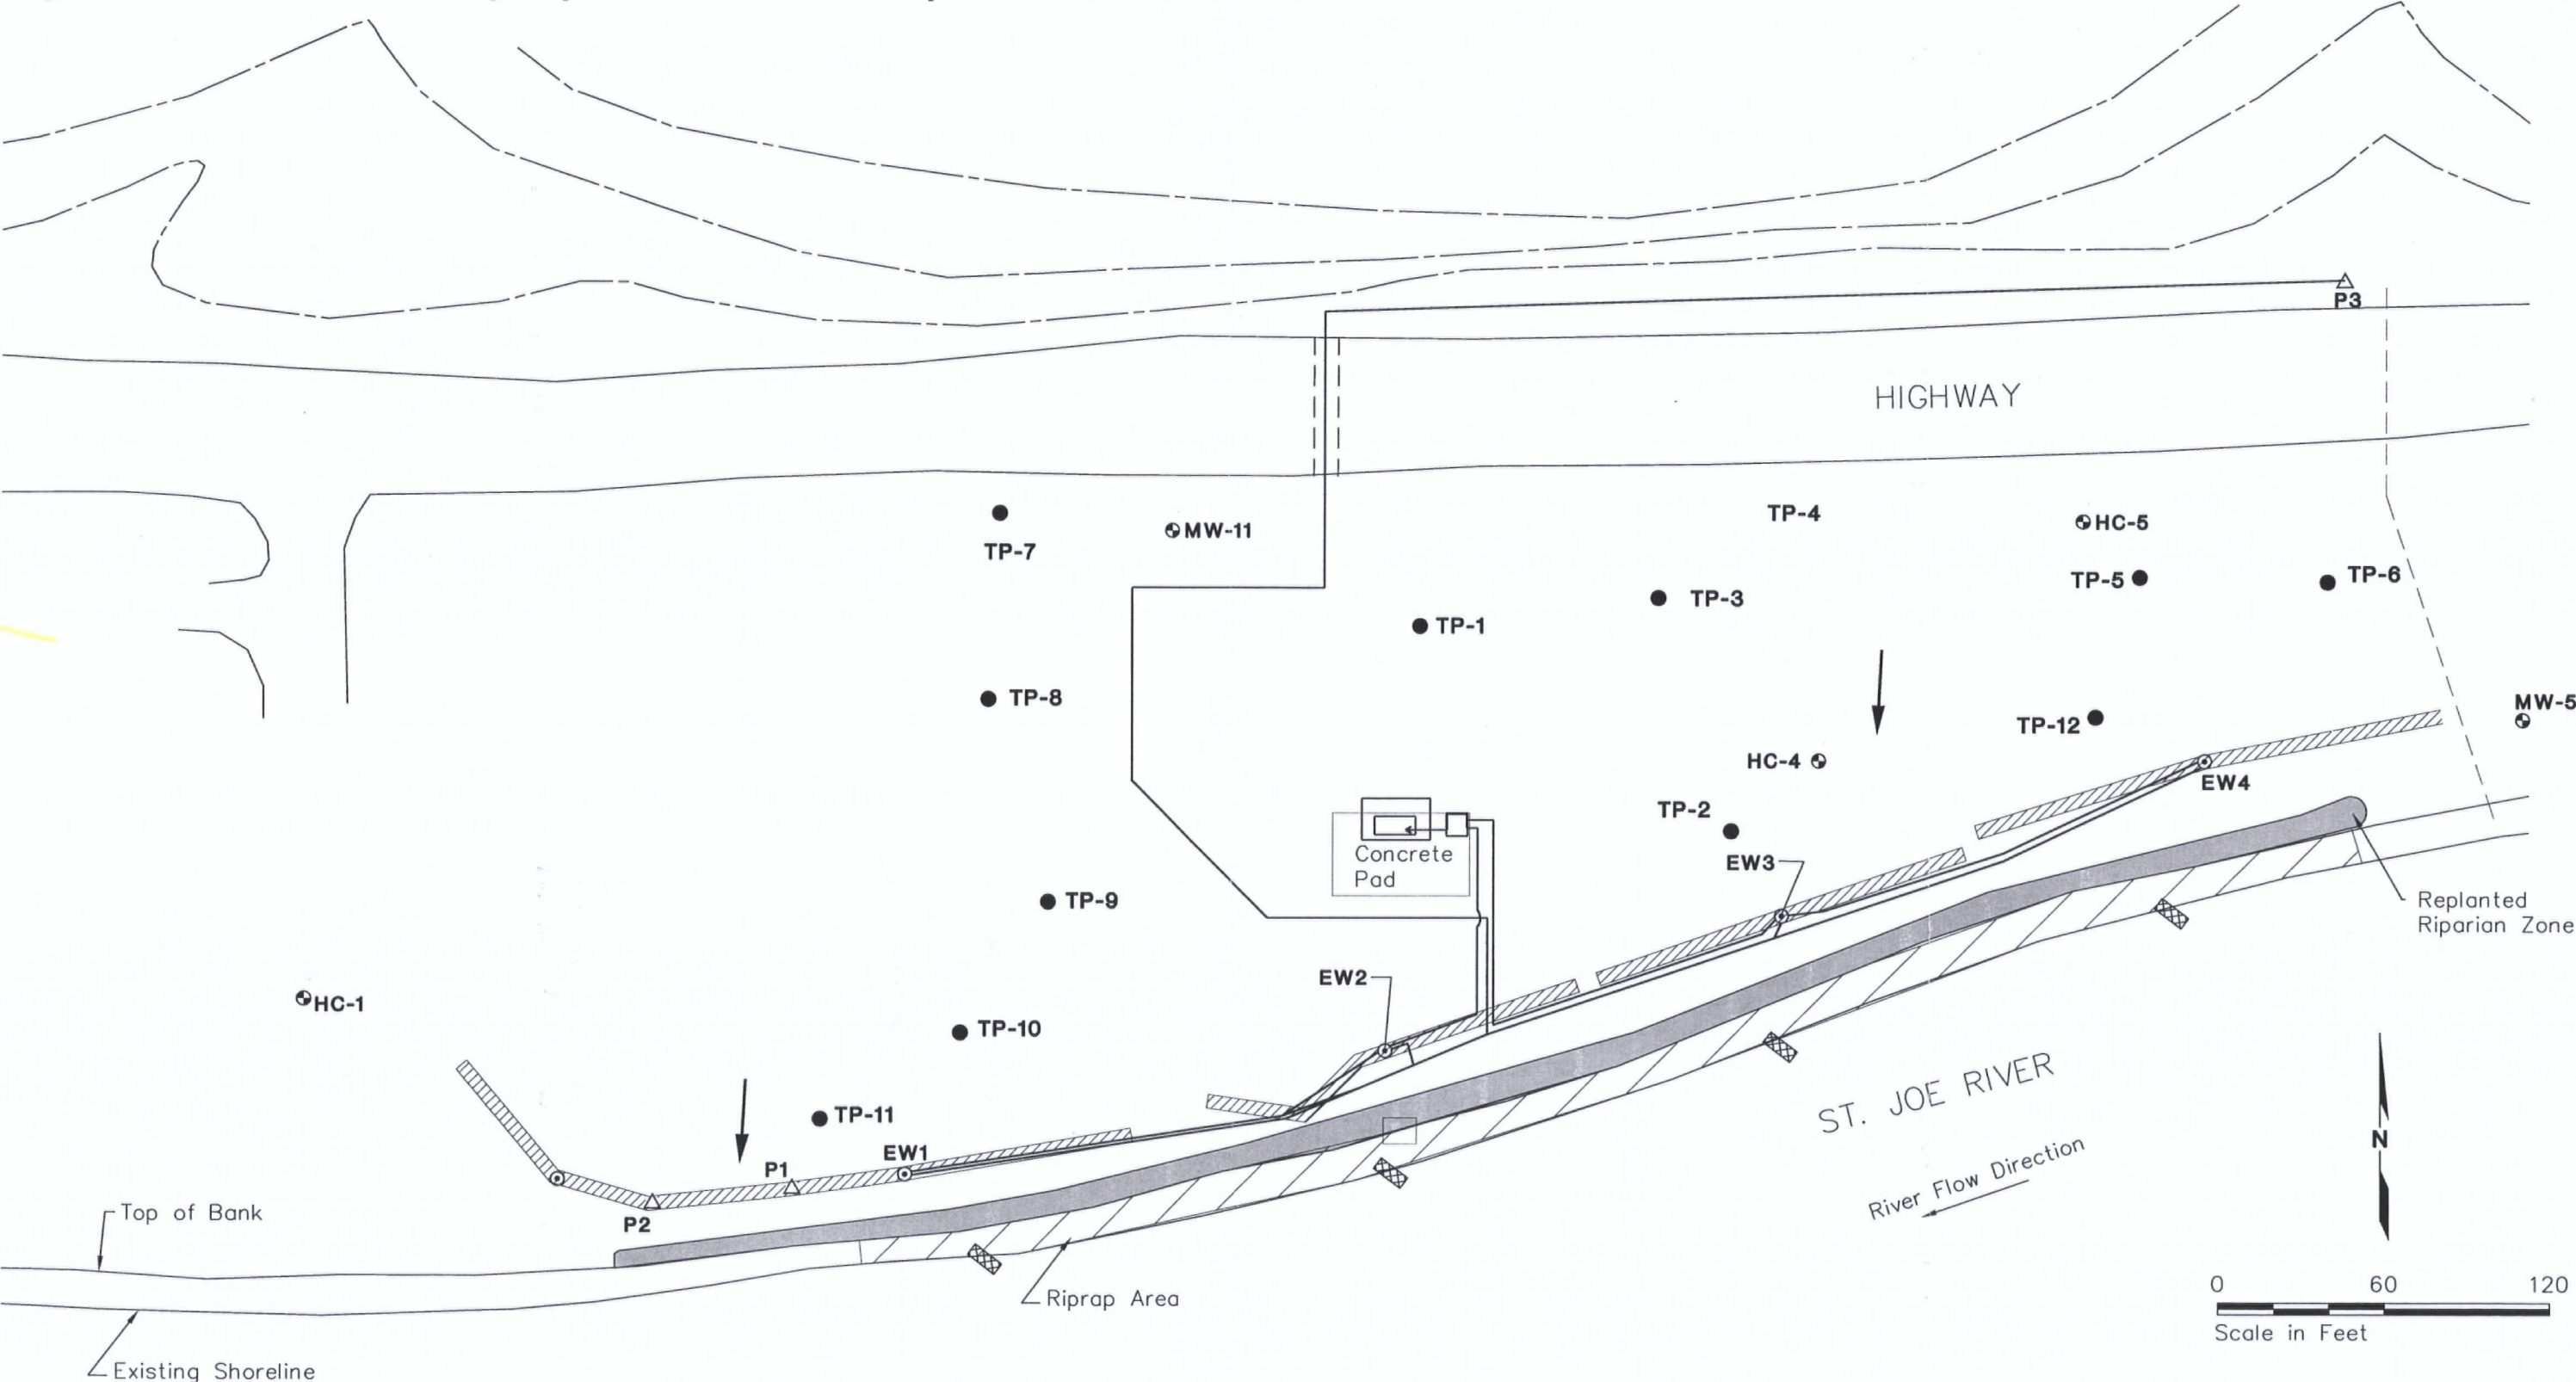 P3
HIGHWAY
TP-7
MW-11
TP-4
HC-5
TP-5
TP-6
TP-3
TP-1
TP-8
MW-5
TP-12
HC-4
EW4
TP-2
Concrete
Pad
EW3
TP-9
Replanted
Riparian Zone
EW2
HC-1
TP-10
ST. JOE RIVER
TP-11
EW1
P1
N
River Flow Direction
Top of Bank
P2
Riprap Area
0 60 120
Scale in Feet
Existing Shoreline